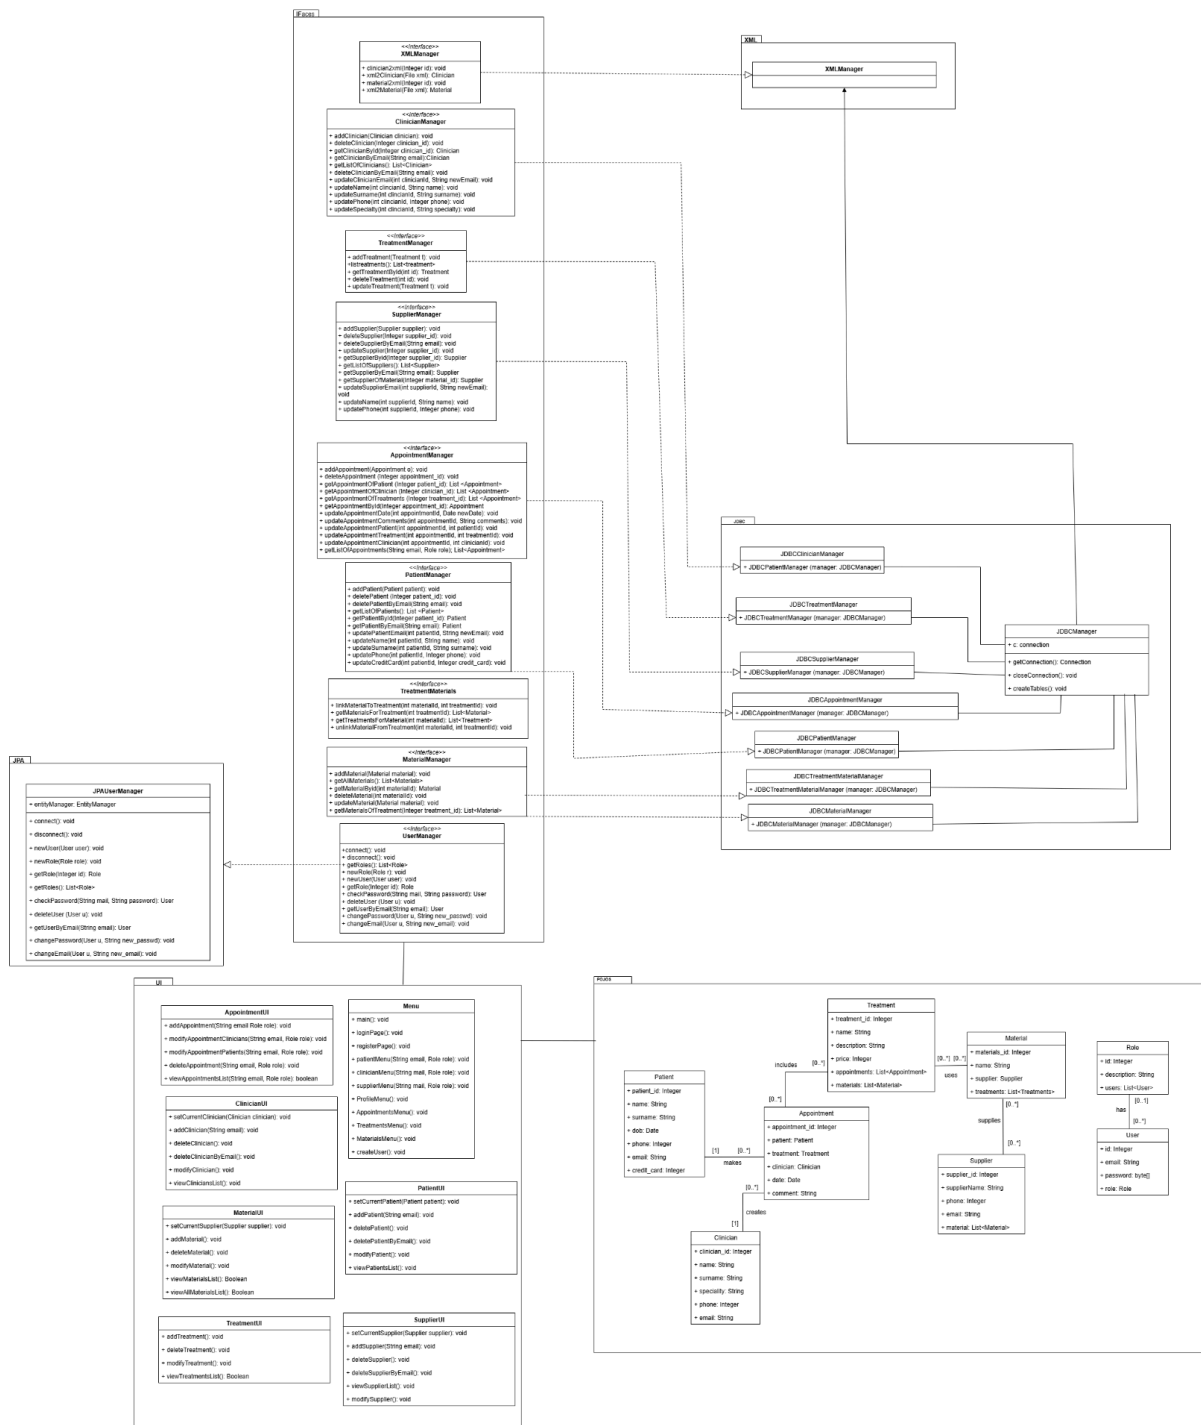 IFaces
<<Interface>>
XMLManager
+ clinician2xml(Integer id): void
+ xml2Clinician(File xml): Clinician
+ material2xml(Integer id): void
+ xml2Material(File xml): Material
<<Interface>>
ClinicianManager
+ addClinician(Clinician clinician): void
+ deleteClinician(Integer clinician_id): void
+ getClinicianById(Integer clinician_id): Clinician
+ getClinicianByEmail(String email):Clinician
+ getListOfClinicians(): List<Clinician>
+ deleteClinicianByEmail(String email): void
+ updateClinicianEmail(int clinicianId, String newEmail): void
+ updateName(int clincianId, String name): void
+ updateSurname(int clincianId, String surname): void
+ updatePhone(int clincianId, Integer phone): void
+ updateSpecialty(int clincianId, String specialty): void
<<Interface>>
TreatmentManager
+ addTreatment(Treatment t): void
+listreatments(): List<treatment>
+ getTreatmentById(int id): Treatment
+ deleteTreatment(int id): void
+ updateTreatment(Treatment t): void
<<Interface>>
SupplierManager
+ addSupplier(Supplier supplier): void
+ deleteSupplier(Integer supplier_id): void
+ deleteSupplierByEmail(String email): void
+ updateSupplier(Integer supplier_id): void
+ getSupplierById(Integer supplier_id): Supplier
+ getListOfSuppliers(): List<Supplier>
+ getSupplierByEmail(String email): Supplier
+ getSupplierOfMaterial(Integer material_id): Supplier
+ updateSupplierEmail(int supplierId, String newEmail):
void
+ updateName(int supplierId, String name): void
+ updatePhone(int supplierId, Integer phone): void
<<Interface>>
AppointmentManager
+ addAppointment(Appointment a): void
+ deleteAppointment (Integer appointment_id): void
+ getAppointmentOfPatient (Integer patient_id): List <Appointment>
+ getAppointmentOfClinician (Integer clinician_id): List <Appointment>
+ getAppointmentOfTreatments (Integer treatment_id): List <Appointment>
+ getAppointmentById(Integer appointment_id): Appointment
+ updateAppointmentDate(int appointmentId, Date newDate): void
+ updateAppointmentComments(int appointmentId, String comments): void
+ updateAppointmentPatient(int appointmentId, int patientId): void
+ updateAppointmentTreatment(int appointmentId, int treatmentId): void
+ updateAppointmentClinician(int appointmentId, int clinicianId): void
+ getListOfAppointments(String email, Role role); List<Appointment>
<<Interface>>
PatientManager
+ addPatient(Patient patient): void
+ deletePatient (Integer patient_id): void
+ deletePatientByEmail(String email): void
+ getListOfPatients(): List <Patient>
+ getPatientById(Integer patient_id): Patient
+ getPatientByEmail(String email): Patient
+ updatePatientEmail(int patientId, String newEmail): void
+ updateName(int patientId, String name): void
+ updateSurname(int patientId, String surname): void
+ updatePhone(int patientId, Integer phone): void
+ updateCreditCard(int patientId, Integer credit_card): void
<<Interface>>
TreatmentMaterials
+ linkMaterialToTreatment(int materialId, int treatmentId): void
+ getMaterialsForTreatment(int treatmentId): List<Material>
+ getTreatmentsForMaterial(int materialId): List<Treatment>
+ unlinkMaterialFromTreatment(int materialId, int treatmentId): void
<<Interface>>
MaterialManager
+ addMaterial(Material material): void
+ getAllMaterials(): List<Materials>
+ getMaterialById(int materialId): Material
+ deleteMaterial(int materialId): void
+ updateMaterial(Material material): void
+ getMaterialsOfTreatment(Integer treatment_id): List<Material>
<<Interface>>
UserManager
+connect(): void
+ disconnect(): void
+ getRoles(): List<Role>
+ newRole(Role r): void
+ newUser(User user): void
+ getRole(Integer id): Role
+ checkPassword(String mail, String password): User
+ deleteUser (User u): void
+ getUserByEmail(String email): User
+ changePassword(User u, String new_passwd): void
+ changeEmail(User u, String new_email): void
XML
XMLManager
JDBC
JDBCClinicianManager
+ JDBCPatientManager (manager: JDBCManager)
JDBCTreatmentManager
+ JDBCTreatmentManager (manager: JDBCManager)
JDBCSupplierManager
+ JDBCSupplierManager (manager: JDBCManager)
JDBCAppointmentManager
+ JDBCAppointmentManager (manager: JDBCManager)
JDBCPatientManager
+ JDBCPatientManager (manager: JDBCManager)
JDBCTreatmentMaterialManager
+ JDBCTreatmentMaterialManager (manager: JDBCManager)
JDBCMaterialManager
+ JDBCMaterialManager (manager: JDBCManager)
JDBCManager
+ c: connection
+ getConnection(): Connection
+ closeConnection(): void
+ createTables(): void
JPA
JPAUserManager
+ entityManager: EntityManager
+ connect(): void
+ disconnect(): void
+ newUser(User user): void
+ newRole(Role role): void
+ getRole(Integer id): Role
+ getRoles(): List<Role>
+ checkPassword(String mail, String password): User
+ deleteUser (User u): void
+ getUserByEmail(String email): User
+ changePassword(User u, String new_passwd): void
+ changeEmail(User u, String new_email): void
UI
AppointmentUI
+ addAppointment(String email Role role): void
+ modifyAppointmentClinicians(String email, Role role): void
+ modifyAppointmentPatients(String email, Role role): void
+ deleteAppointment(String email, Role role): void
+ viewAppointmentsList(String email, Role role): boolean
ClinicianUI
+ setCurrentClinician(Clinician clinician): void
+ addClinician(String email): void
+ deleteClinician(): void
+ deleteClinicianByEmail(): void
+ modifyClinician(): void
+ viewCliniciansList(): void
MaterialUI
+ setCurrentSupplier(Supplier supplier): void
+ addMaterial(): void
+ deleteMaterial(): void
+ modifyMaterial(): void
+ viewMaterialsList(): Boolean
+ viewAllMaterialsList(): Boolean
TreatmentUI
+ addTreatment(): void
+ deleteTreatment(): void
+ modifyTreatment(): void
+ viewTreatmentsList(): Boolean
Menu
+ main(): void
+ loginPage(): void
+ registerPage(): void
+ patientMenu(String email, Role role): void
+ clinicianMenu(String mail, Role role): void
+ supplierMenu(String mail, Role role): void
+ ProfileMenu(): void
+ AppointmentsMenu(): void
+ TreatmentsMenu(): void
+ MaterialsMenu(): void
+ createUser(): void
PatientUI
+ setCurrentPatient(Patient patient): void
+ addPatient(String email): void
+ deletePatient(): void
+ deletePatientByEmail(): void
+ modifyPatient(): void
+ viewPatientsList(): void
SupplierUI
+ setCurrentSupplier(Supplier supplier): void
+ addSupplier(String email): void
+ deleteSupplier(): void
+ deleteSupplierByEmail(): void
+ viewSupplierList(): void
+ modifySupplier(): void
POJOS
Patient
+ patient_id: Integer
+ name: String
+ surname: String
+ dob: Date
+ phone: Integer
+ email: String
+ credit_card: Integer
[1]
[0..*]
makes
includes
[0..*]
[0..*]
Treatment
+ treatment_id: Integer
+ name: String
+ description: String
+ price: Integer
+ appointments: List<Appointment>
+ materials: List<Material>
Appointment
+ appointment_id: Integer
+ patient: Patient
+ treatment: Treatment
+ clinician: Clinician
+ date: Date
+ comment: String
[0..*]
creates
[1]
Clinician
+ clinician_id: Integer
+ name: String
+ surname: String
+ speciality: String
+ phone: Integer
+ email: String
[0..*]
[0..*]
uses
Material
+ materials_id: Integer
+ name: String
+ supplier: Supplier
+ treatments: List<Treatments>
[0..*]
supplies
[0..*]
Supplier
+ supplier_id: Integer
+ supplierName: String
+ phone: Integer
+ email: String
+ material: List<Material>
Role
+ id: Integer
+ description: String
+ users: List<User>
[0..1]
has
[0..*]
User
+ id: Integer
+ email: String
+ password: byte[]
+ role: Role